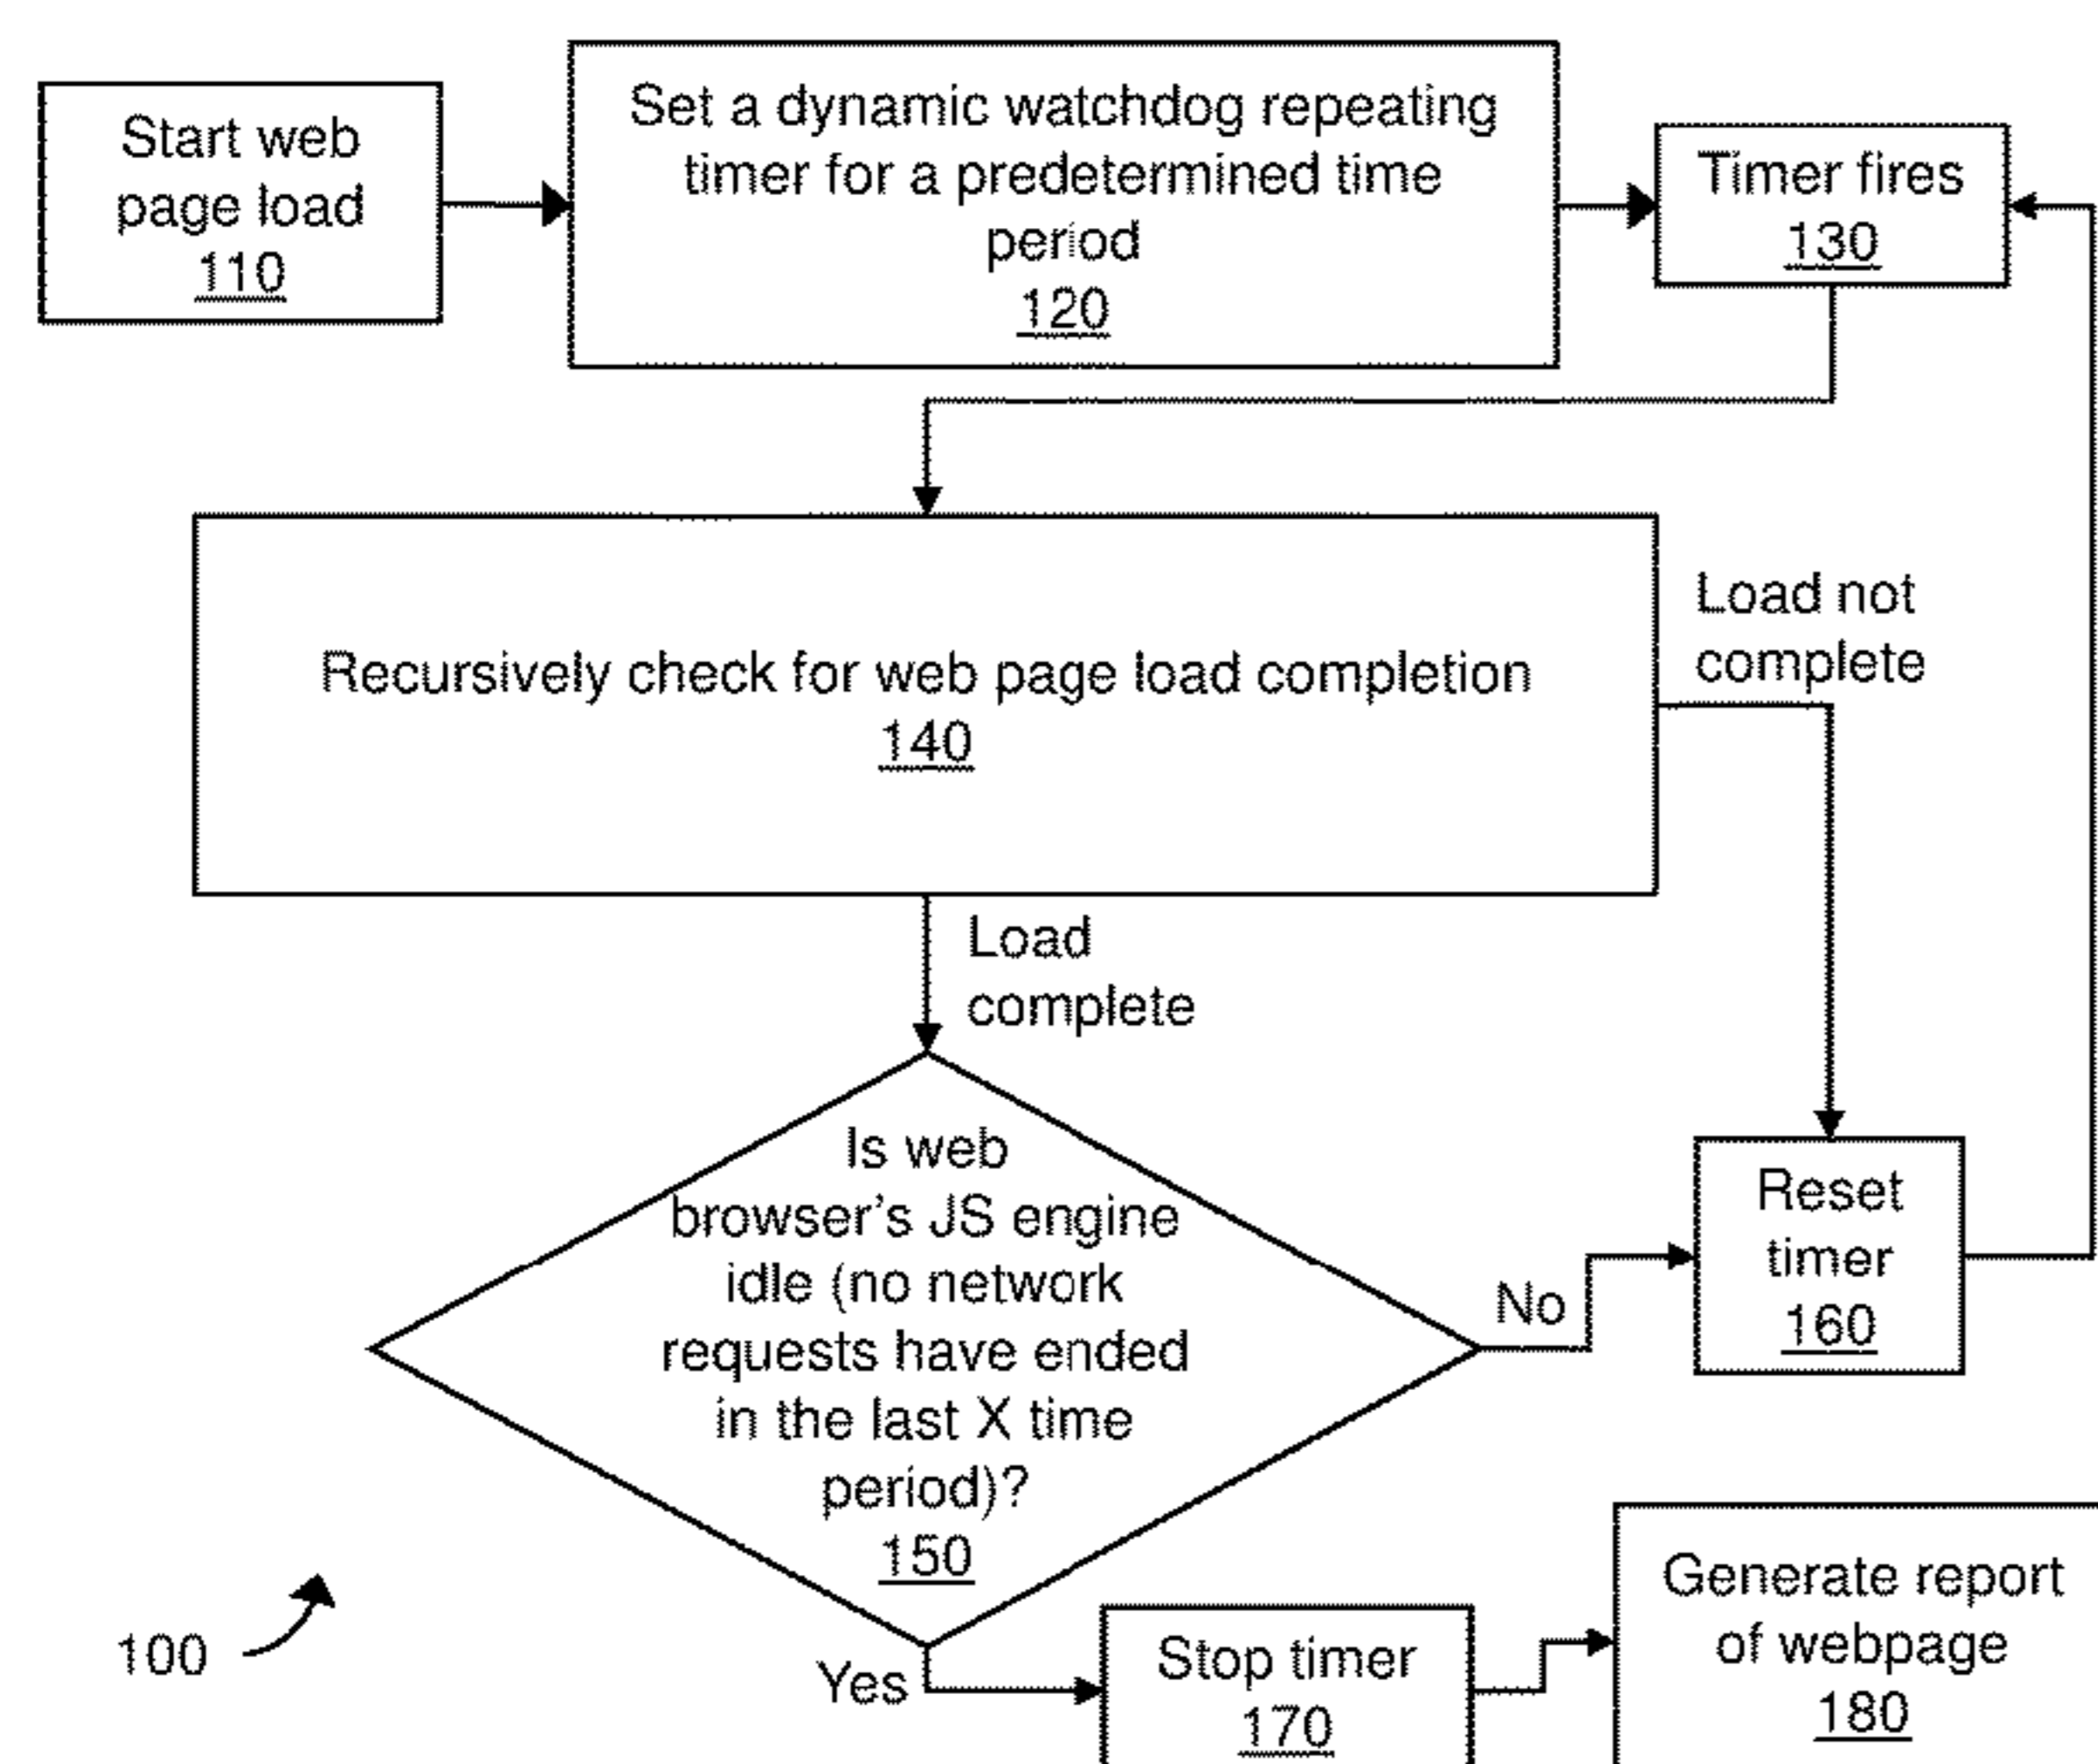 Start web
page load
110
Set a dynamic watchdog repeating
timer for a predetermined time
period
120
Timer fires
130
Recursively check for web page load completion
140
Load not
complete
Load
complete
Is web
browser's JS engine
idle (no network
requests have ended
in the last X time
period)?
150
No
Reset
timer
160
Yes
Stop timer
170
Generate report
of webpage
180
100